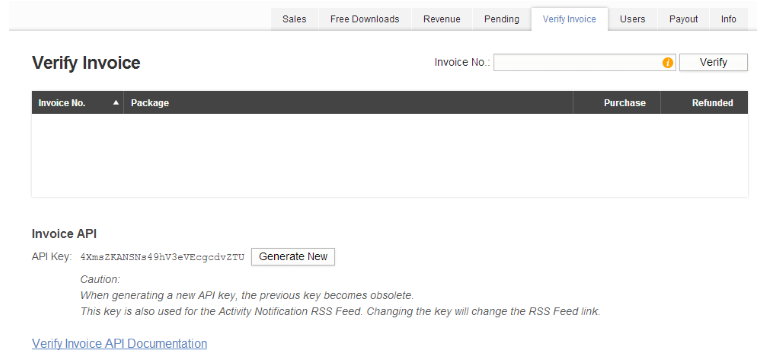 Sales Free Downloads Revenue Pending Verify Invoice Users Payout Info
Verify Invoice
Invoice No.: i Verify
Invoice No. ▲ Package Purchase Refunded
Invoice API
API Key: 4XmsZKANSNs49hV3eVEcgcdvZTU Generate New
Caution:
When generating a new API key, the previous key becomes obsolete.
This key is also used for the Activity Notification RSS Feed. Changing the key will change the RSS Feed link.
Verify Invoice API Documentation